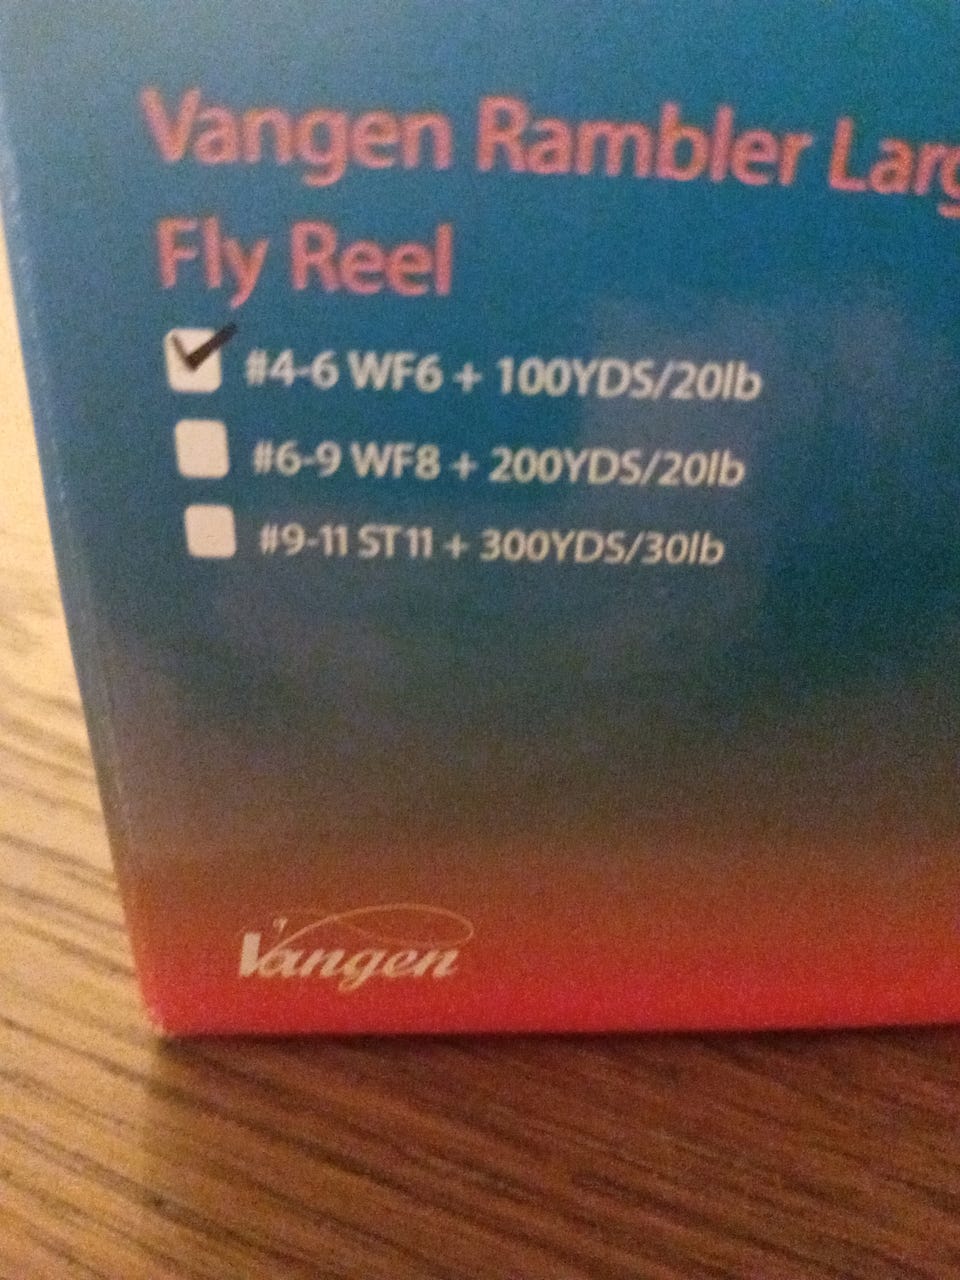 Vangen Rambler Larg
Fly Reel
#4-6 WF6 + 100YDS/20lb
#6-9 WF8 + 200YDS/20lb
#9-11 ST11 + 300YDS/30lb
Vangen